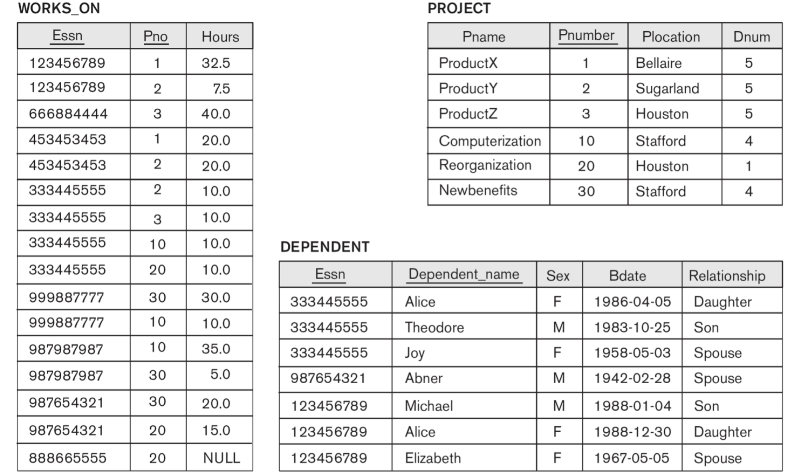 WORKS_ON
Essn Pno Hours
123456789 1 32.5
123456789 2 7.5
666884444 3 40.0
453453453 1 20.0
453453453 2 20.0
333445555 2 10.0
333445555 3 10.0
333445555 10 10.0
333445555 20 10.0
999887777 30 30.0
999887777 10 10.0
987987987 10 35.0
987987987 30 5.0
987654321 30 20.0
987654321 20 15.0
888665555 20 NULL
PROJECT
Pname Pnumber Plocation Dnum
ProductX 1 Bellaire 5
ProductY 2 Sugarland 5
ProductZ 3 Houston 5
Computerization 10 Stafford 4
Reorganization 20 Houston 1
Newbenefits 30 Stafford 4
DEPENDENT
Essn Dependent_name Sex Bdate Relationship
333445555 Alice F 1986-04-05 Daughter
333445555 Theodore M 1983-10-25 Son
333445555 Joy F 1958-05-03 Spouse
987654321 Abner M 1942-02-28 Spouse
123456789 Michael M 1988-01-04 Son
123456789 Alice F 1988-12-30 Daughter
123456789 Elizabeth F 1967-05-05 Spouse